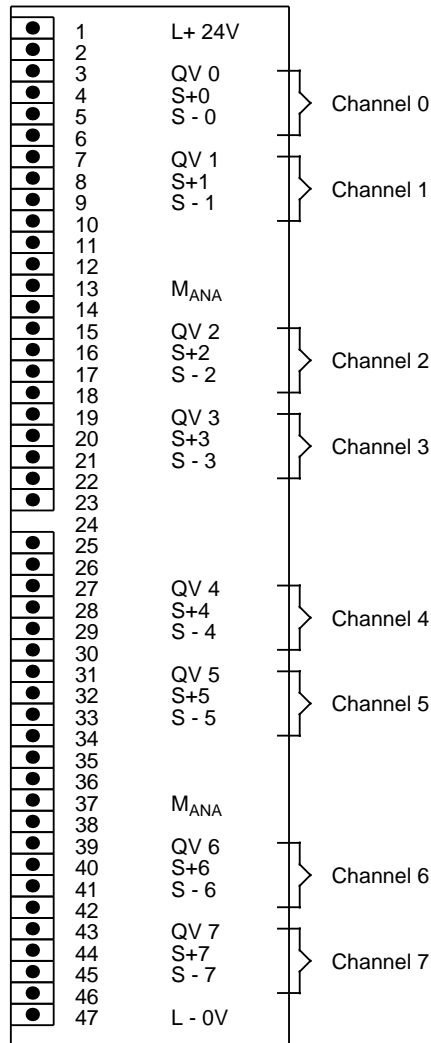 1 L+ 24V
2
3 QV 0
4 S+0 Channel 0
5 S - 0
6
7 QV 1
8 S+1 Channel 1
9 S - 1
10
11
12
13 MANA
14
15 QV 2
16 S+2 Channel 2
17 S - 2
18
19 QV 3
20 S+3 Channel 3
21 S - 3
22
23
24
25
26
27 QV 4
28 S+4 Channel 4
29 S - 4
30
31 QV 5
32 S+5 Channel 5
33 S - 5
34
35
36
37 MANA
38
39 QV 6
40 S+6 Channel 6
41 S - 6
42
43 QV 7
44 S+7 Channel 7
45 S - 7
46
47 L - 0V